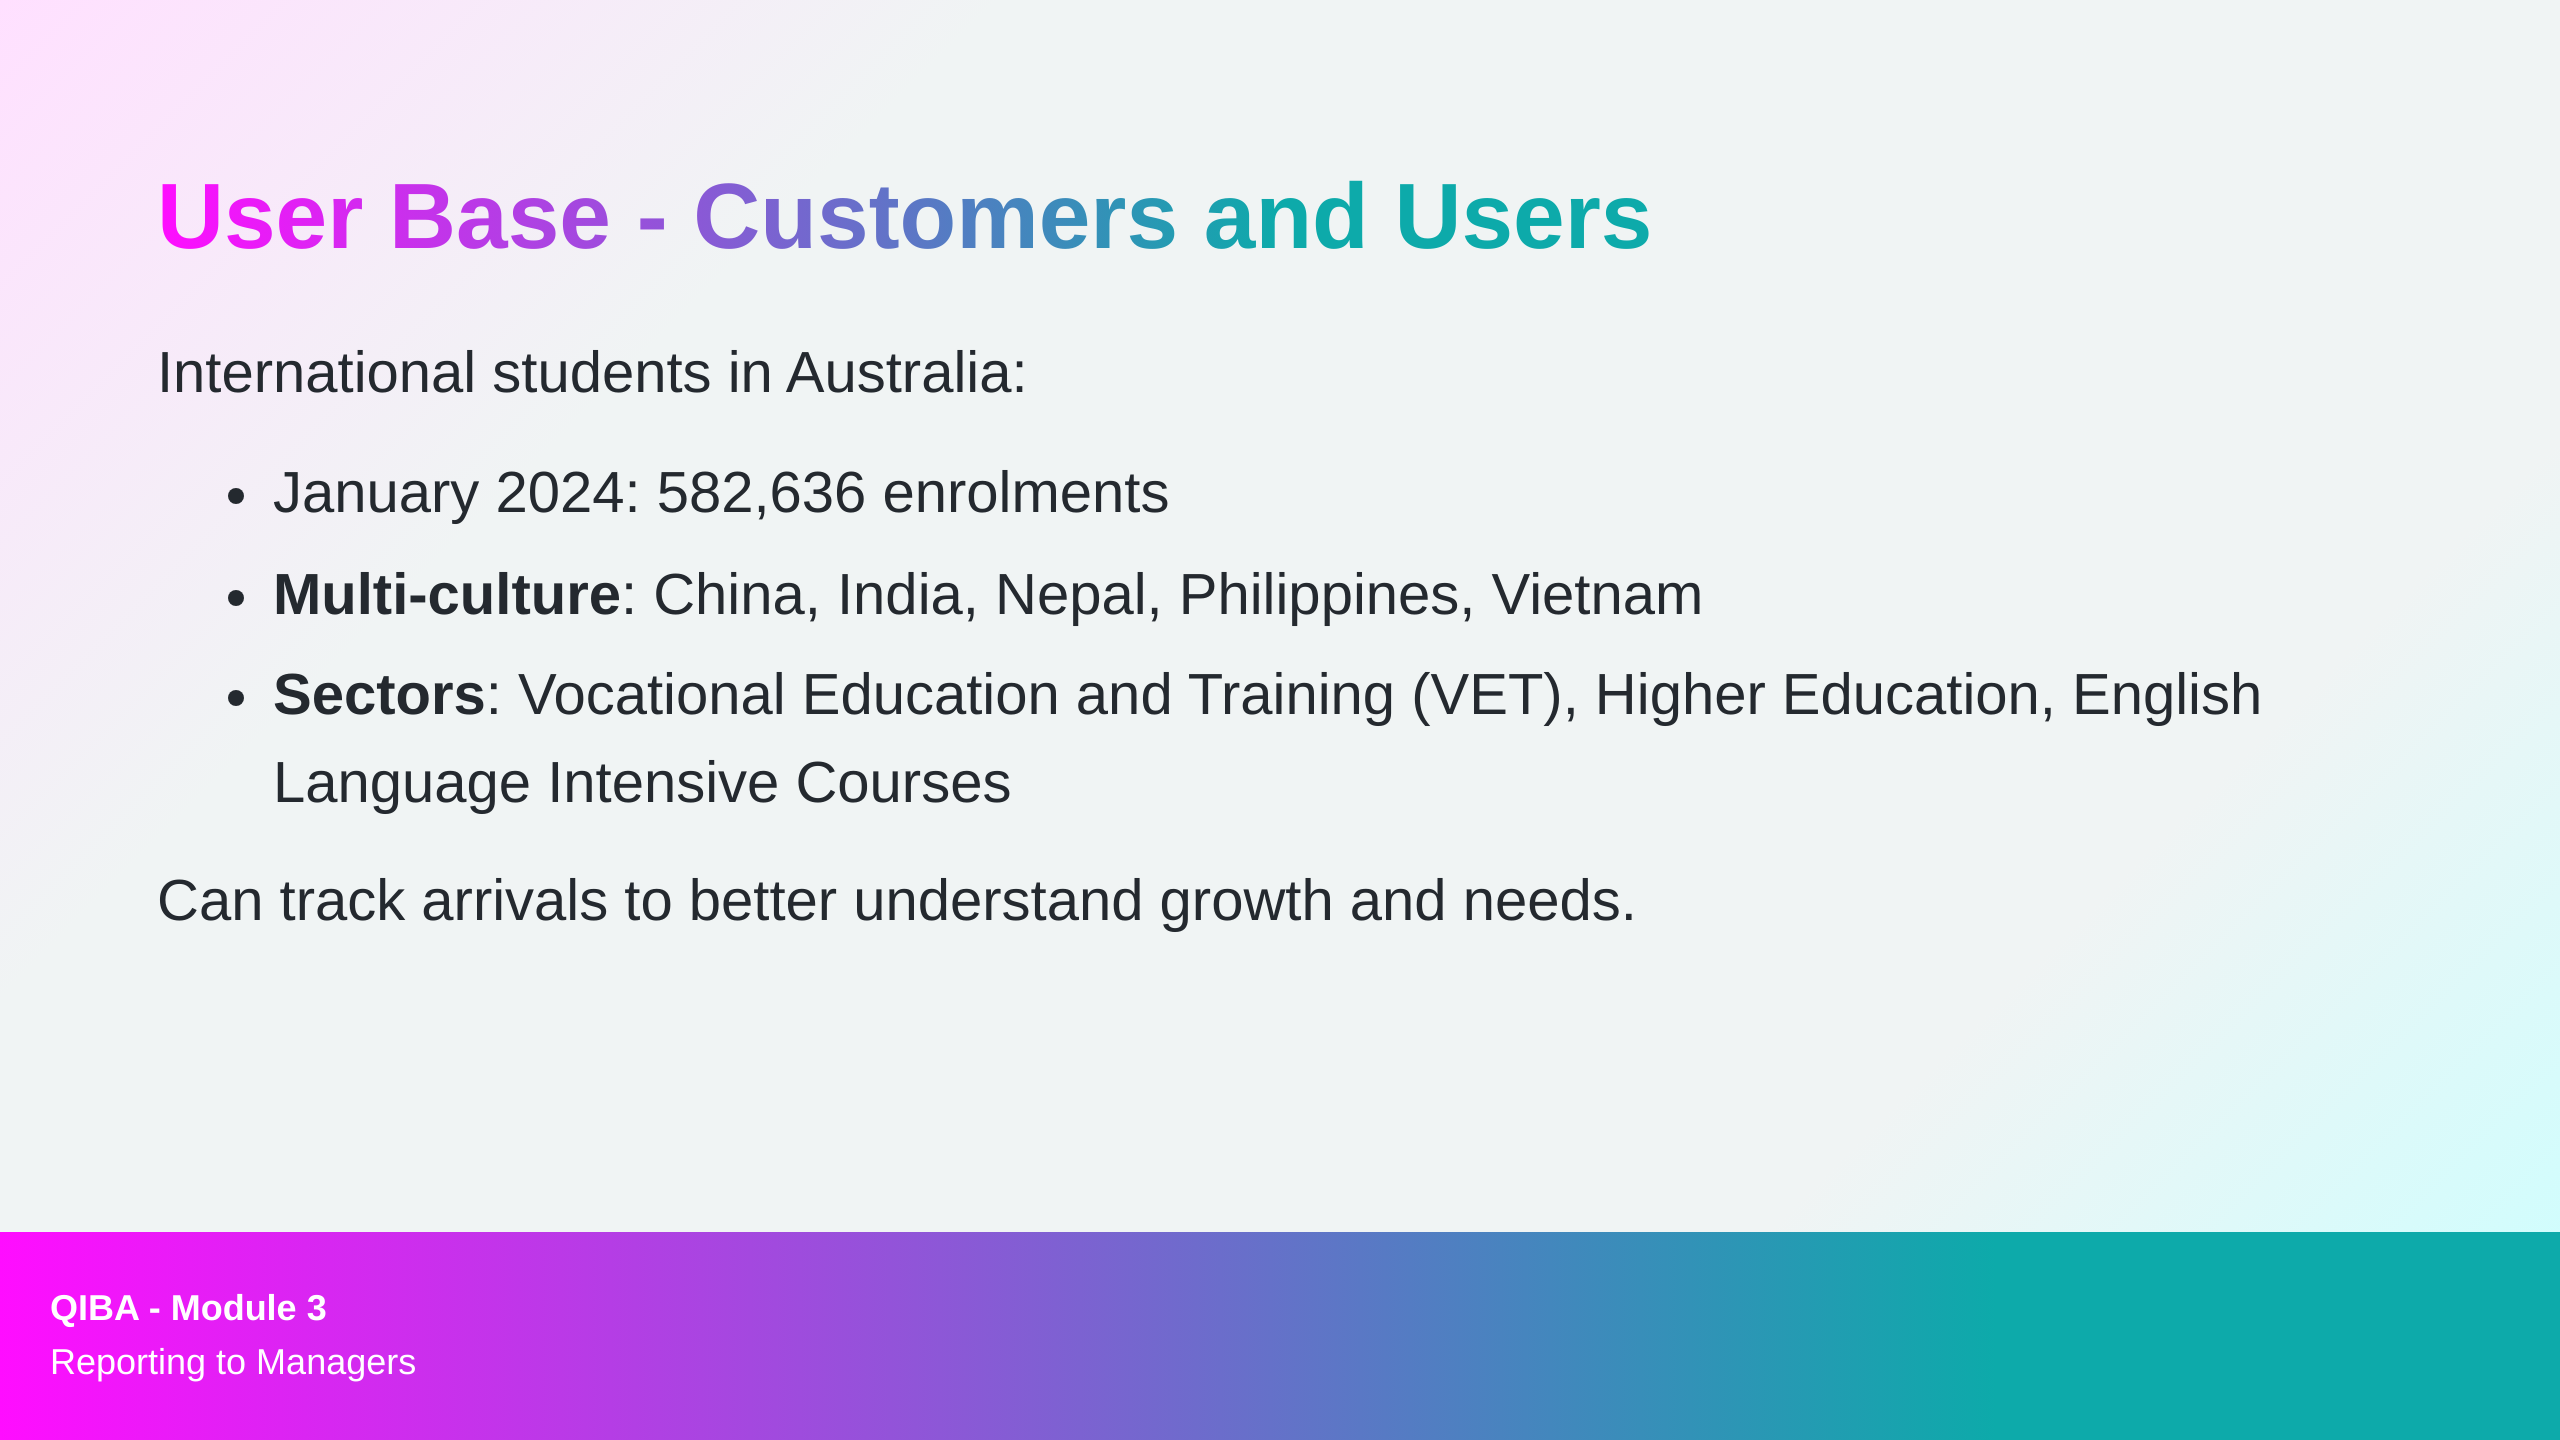 User Base - Customers and Users
International students in Australia:
• January 2024: 582,636 enrolments
• Multi-culture: China, India, Nepal, Philippines, Vietnam
• Sectors: Vocational Education and Training (VET), Higher Education, English
Language Intensive Courses
Can track arrivals to better understand growth and needs.
QIBA - Module 3
Reporting to Managers